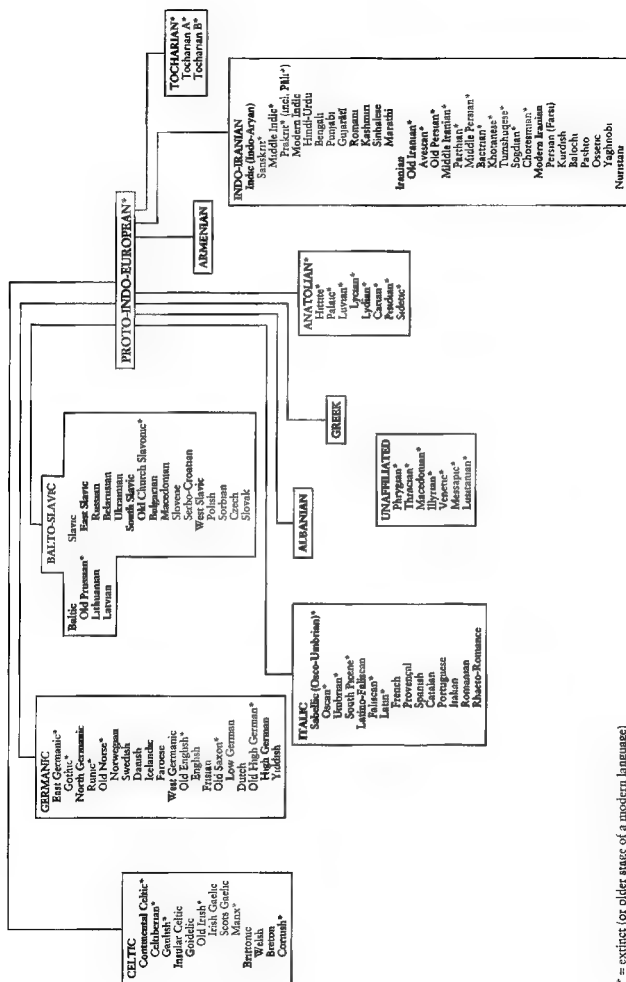 PROTO-INDO-EUROPEAN*
CELTIC
Continental Celtic*
Celtiberian*
Gaulish*
Insular Celtic
Goidelic
Old Irish*
Irish Gaelic
Scots Gaelic
Manx*
Brittonic
Welsh
Breton
Cornish*
GERMANIC
East Germanic*
Gothic*
North Germanic
Runic*
Old Norse*
Norwegian
Swedish
Danish
Icelandic
Faroese
West Germanic
Old English*
English
Frisian
Old Saxon*
Low German
Dutch
Old High German*
High German
Yiddish
BALTO-SLAVIC
Baltic
Old Prussian*
Lithuanian
Latvian
Slavic
East Slavic
Russian
Belarusian
Ukrainian
South Slavic
Old Church Slavonic*
Bulgarian
Macedonian
Slovene
Serbo-Croatian
West Slavic
Polish
Sorbian
Czech
Slovak
TOCHARIAN*
Tocharian A*
Tocharian B*
ITALIC
Sabellic (Osco-Umbrian)*
Oscan*
Umbrian*
South Picene*
Latino-Faliscan
Faliscan*
Latin*
French
Provençal
Spanish
Catalan
Portuguese
Italian
Romanian
Rhaeto-Romance
ALBANIAN
GREEK
ANATOLIAN*
Hittite*
Palaic*
Luvian*
Lycian*
Lydian*
Carian*
Pisidian*
Sidetic*
ARMENIAN
INDO-IRANIAN
Indic (Indo-Aryan)
Sanskrit*
Middle Indic*
Prakrit* (incl. Pāli*)
Modern Indic
Hindi-Urdu
Bengali
Punjabi
Gujarātī
Romani
Kashmiri
Sinhalese
Marathi
Iranian
Old Iranian*
Avestan*
Old Persian*
Middle Iranian*
Parthian*
Middle Persian*
Bactrian*
Khotanese*
Tumshuqese*
Sogdian*
Choresmian*
Modern Iranian
Persian (Farsi)
Kurdish
Balochi
Pashto
Ossetic
Yaghnobi
Nuristani
UNAFFILIATED
Phrygian*
Thracian*
Macedonian*
Illyrian*
Venetic*
Messapic*
Lusitanian*
* = extinct (or older stage of a modern language)